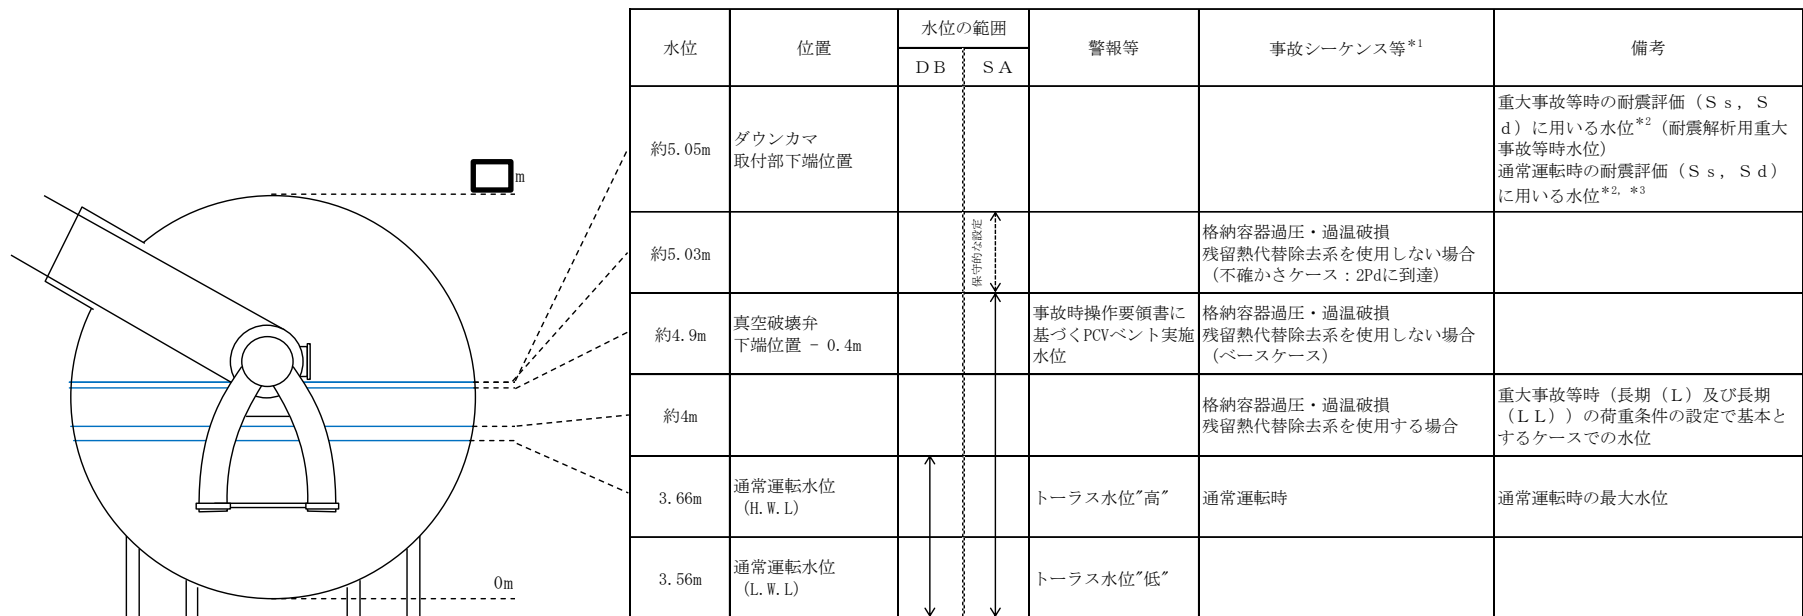 水位
位置
水位の範囲
DB
SA
警報等
事故シーケンス等*1
備考
約5.05m
ダウンカマ
取付部下端位置
重大事故等時の耐震評価(Ss,S
d)に用いる水位*2(耐震解析用重大
事故等時水位)
通常運転時の耐震評価(Ss,Sd)
に用いる水位*2, *3
m
約5.03m
保守的な設定
格納容器過圧・過温破損
残留熱代替除去系を使用しない場合
(不確かさケース:2Pdに到達)
約4.9m
真空破壊弁
下端位置 - 0.4m
事故時操作要領書に
基づくPCVベント実施
水位
格納容器過圧・過温破損
残留熱代替除去系を使用しない場合
(ベースケース)
約4m
格納容器過圧・過温破損
残留熱代替除去系を使用する場合
重大事故等時(長期(L)及び長期
(LL))の荷重条件の設定で基本と
するケースでの水位
3.66m
通常運転水位
(H.W.L)
トーラス水位"高"
通常運転時
通常運転時の最大水位
3.56m
通常運転水位
(L.W.L)
トーラス水位"低"
0m